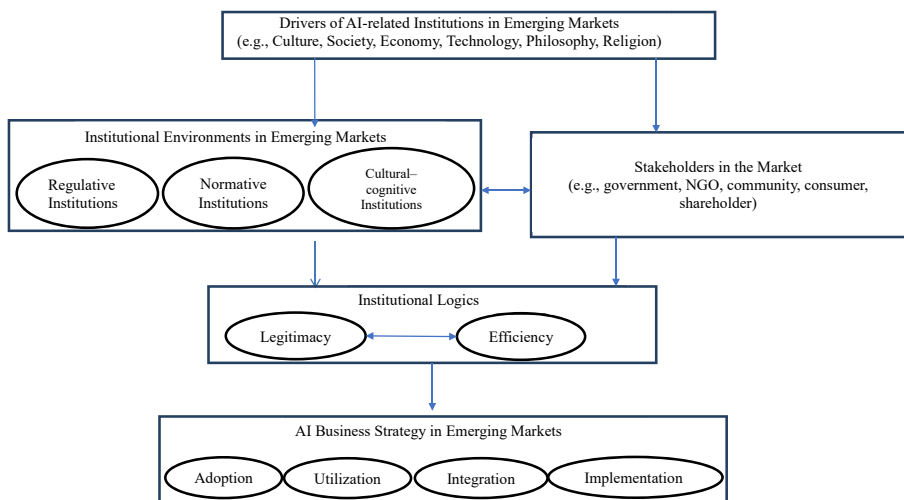 Drivers of AI-related Institutions in Emerging Markets
(e.g., Culture, Society, Economy, Technology, Philosophy, Religion)
Institutional Environments in Emerging Markets
Regulative
Institutions
Normative
Institutions
Cultural–
cognitive
Institutions
Stakeholders in the Market
(e.g., government, NGO, community, consumer,
shareholder)
Institutional Logics
Legitimacy
Efficiency
AI Business Strategy in Emerging Markets
Adoption
Utilization
Integration
Implementation